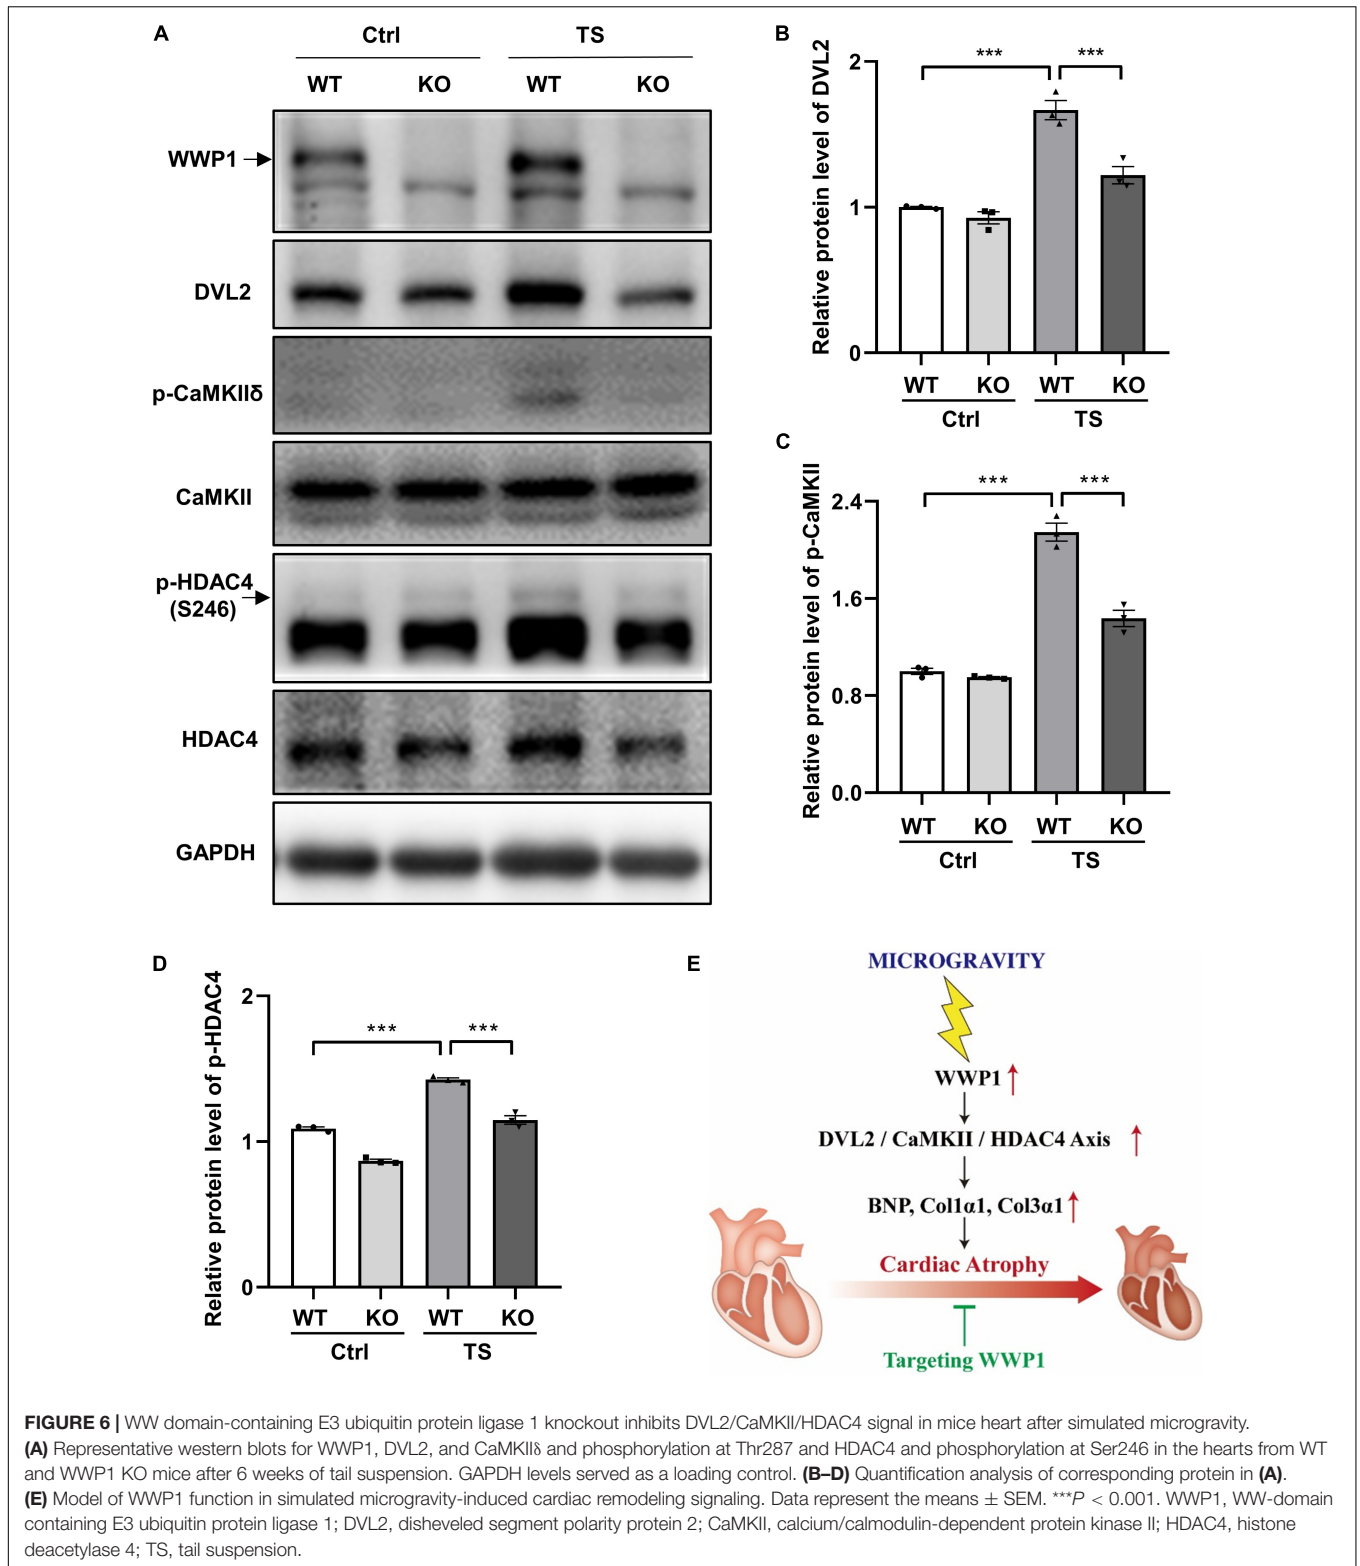 A
Ctrl TS
WT KO WT KO
WWP1
DVL2
p-CaMKIIδ
CaMKII
p-HDAC4
(S246)
HDAC4
GAPDH
B
Relative protein level of DVL2
2
1
0
*** ***
WT KO WT KO
Ctrl TS
C
Relative protein level of p-CaMKII
2.4
1.6
0.8
0.0
*** ***
WT KO WT KO
Ctrl TS
D
Relative protein level of p-HDAC4
2
1
0
*** ***
WT KO WT KO
Ctrl TS
E
MICROGRAVITY
WWP1
DVL2 / CaMKII / HDAC4 Axis
BNP, Col1α1, Col3α1
Cardiac Atrophy
Targeting WWP1
FIGURE 6 | WW domain-containing E3 ubiquitin protein ligase 1 knockout inhibits DVL2/CaMKII/HDAC4 signal in mice heart after simulated microgravity.
(A) Representative western blots for WWP1, DVL2, and CaMKIIδ and phosphorylation at Thr287 and HDAC4 and phosphorylation at Ser246 in the hearts from WT
and WWP1 KO mice after 6 weeks of tail suspension. GAPDH levels served as a loading control. (B–D) Quantification analysis of corresponding protein in (A).
(E) Model of WWP1 function in simulated microgravity-induced cardiac remodeling signaling. Data represent the means ± SEM. ***P < 0.001. WWP1, WW-domain
containing E3 ubiquitin protein ligase 1; DVL2, disheveled segment polarity protein 2; CaMKII, calcium/calmodulin-dependent protein kinase II; HDAC4, histone
deacetylase 4; TS, tail suspension.